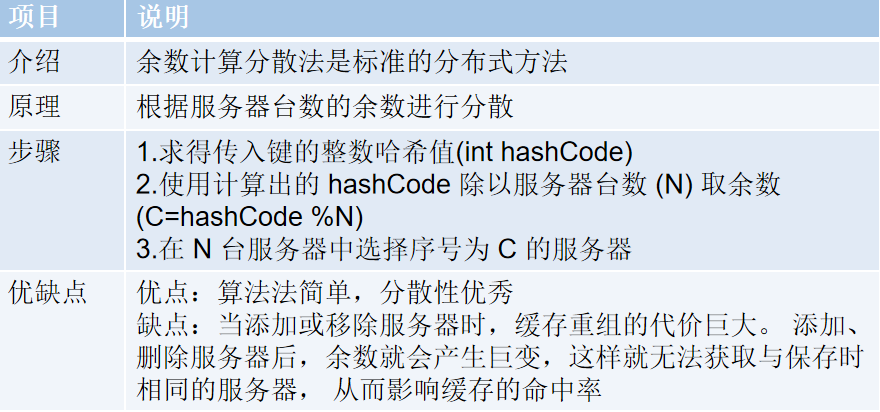 项目 说明
介绍 余数计算分散法是标准的分布式方法
原理 根据服务器台数的余数进行分散
步骤 1.求得传入键的整数哈希值(int hashCode)
2.使用计算出的 hashCode 除以服务器台数 (N) 取余数
(C=hashCode %N)
3.在 N 台服务器中选择序号为 C 的服务器
优缺点 优点：算法法简单，分散性优秀
缺点：当添加或移除服务器时，缓存重组的代价巨大。 添加、
删除服务器后，余数就会产生巨变，这样就无法获取与保存时
相同的服务器， 从而影响缓存的命中率